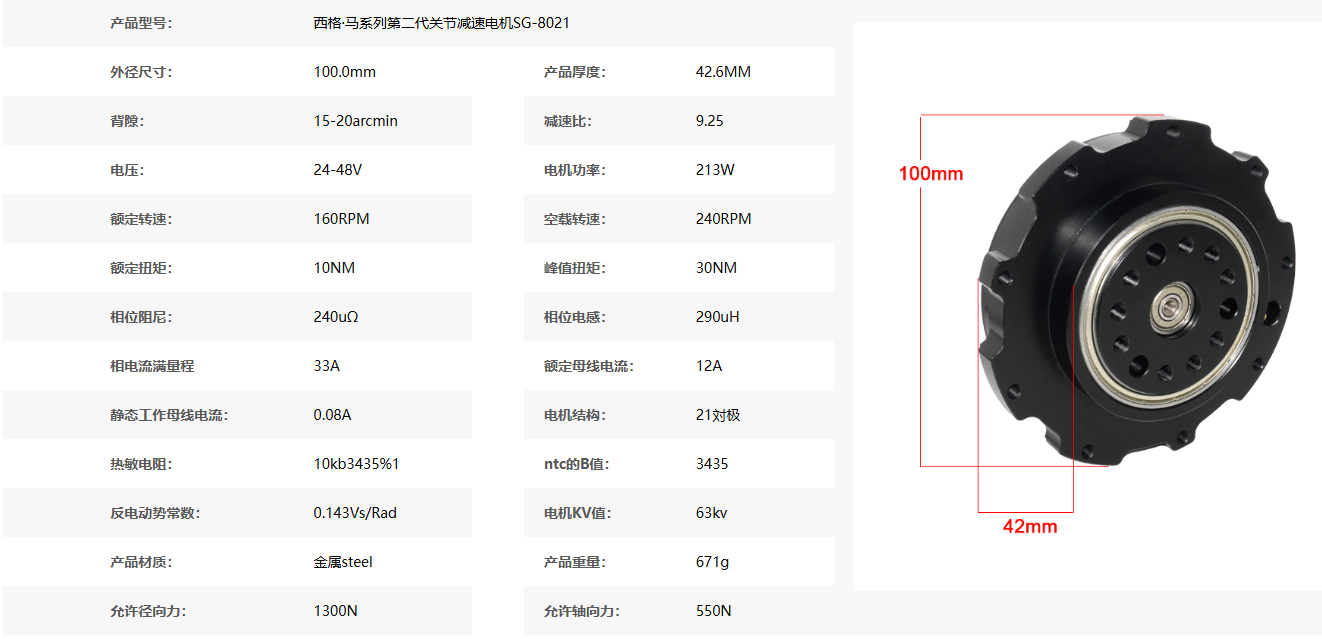 产品型号： 西格·马系列第二代关节减速电机SG-8021
外径尺寸： 100.0mm 产品厚度： 42.6MM
背隙： 15-20arcmin 减速比： 9.25
电压： 24-48V 电机功率： 213W
额定转速： 160RPM 空载转速： 240RPM
额定扭矩： 10NM 峰值扭矩： 30NM
相位阻尼： 240uΩ 相位电感： 290uH
相电流满量程 33A 额定母线电流： 12A
静态工作母线电流： 0.08A 电机结构： 21对极
热敏电阻： 10kb3435%1 ntc的B值： 3435
反电动势常数： 0.143Vs/Rad 电机KV值： 63kv
产品材质： 金属steel 产品重量： 671g
允许径向力： 1300N 允许轴向力： 550N
100mm
42mm